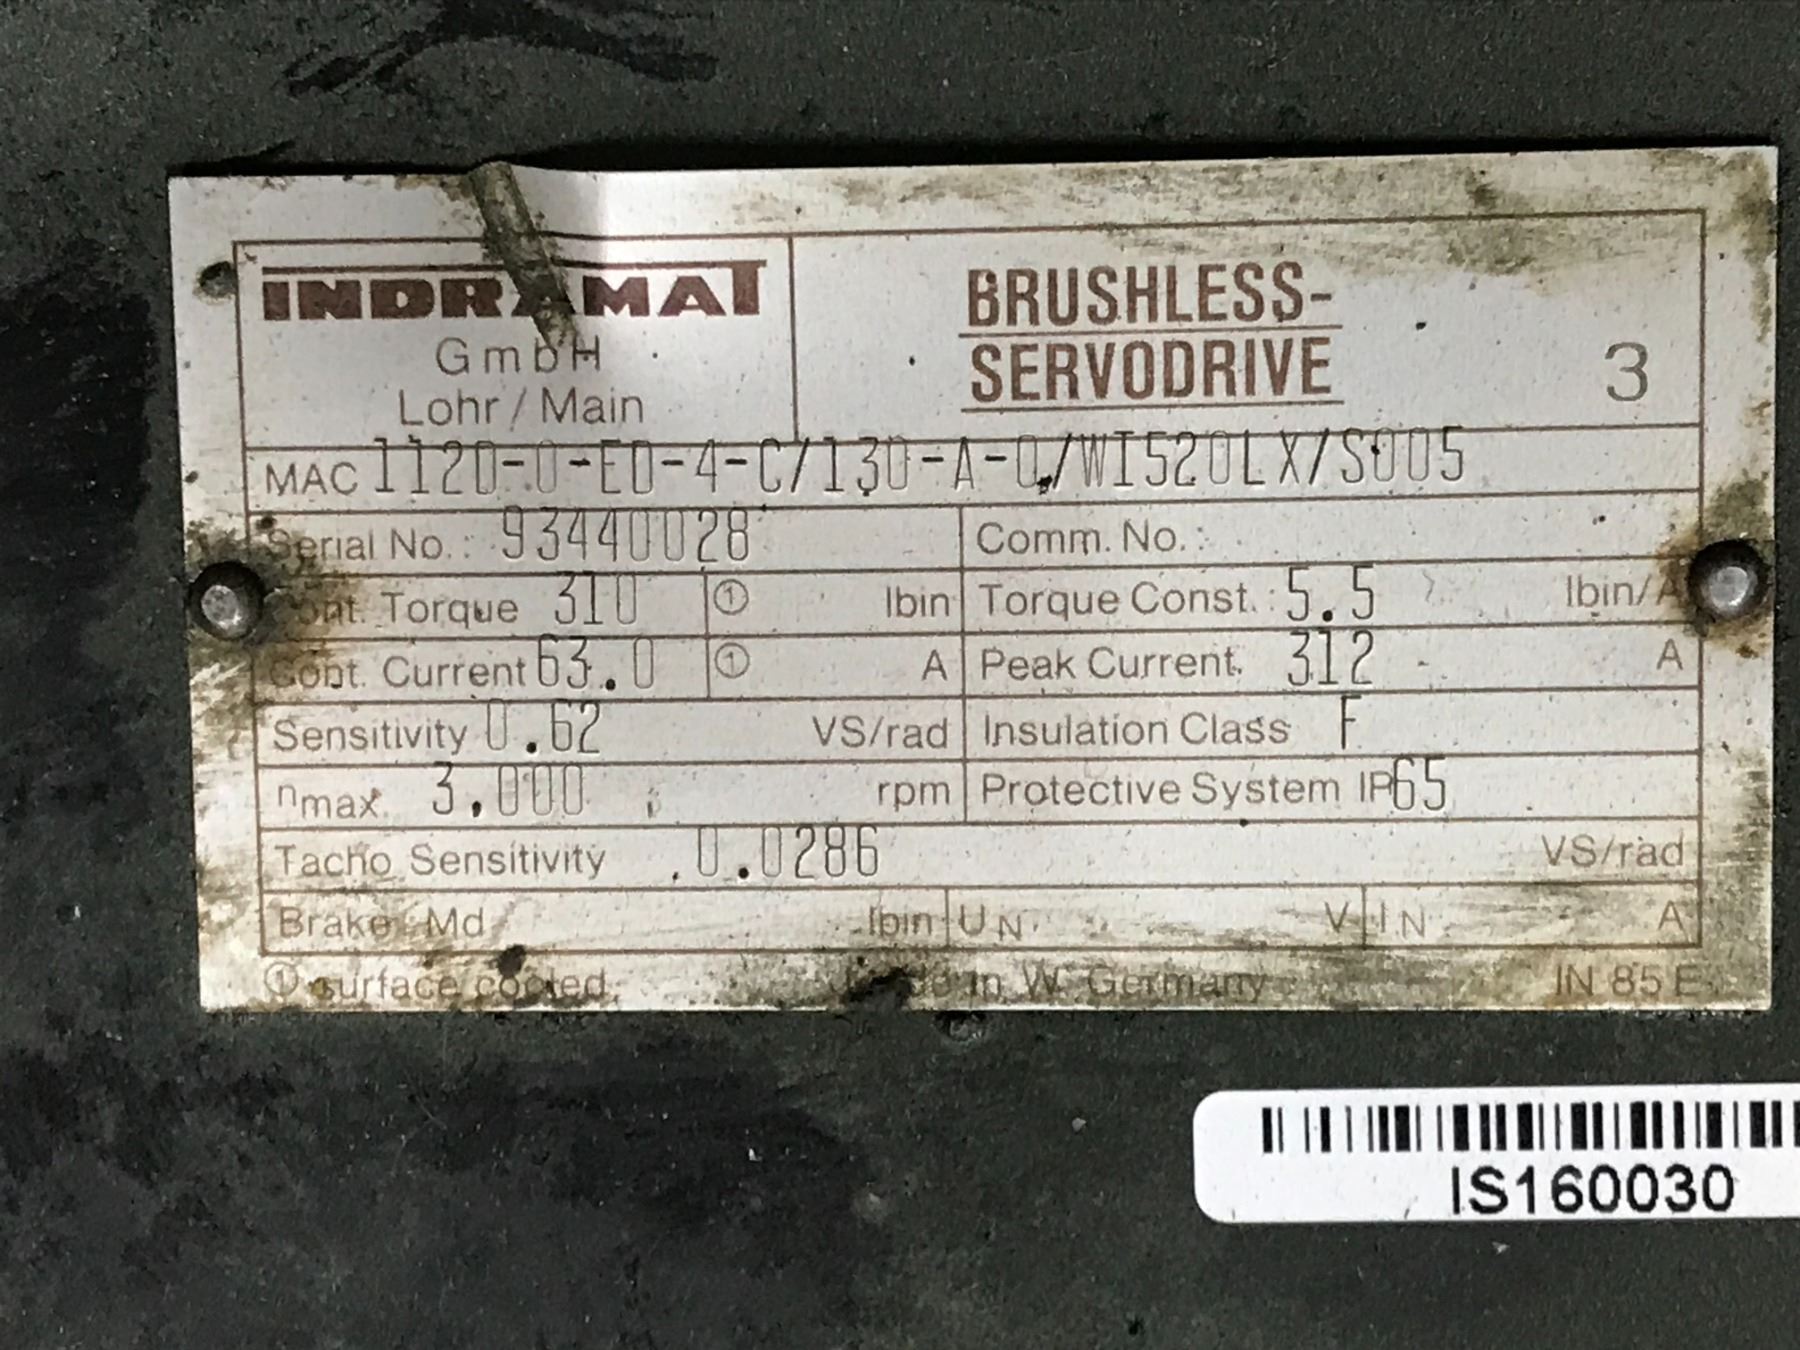 INDRAMAT
GmbH
Lohr / Main
BRUSHLESS-
SERVODRIVE
3
MAC 112D-0-ED-4-C/130-A-0/WI520LX/S005
Serial No.: 93440028
Comm. No.:
Cont. Torque 310 ① lbin
Torque Const.: 5.5 lbin/A
Cont. Current 63.0 ① A
Peak Current. 312 A
Sensitivity 0.62 VS/rad
Insulation Class F
nmax. 3.000 rpm
Protective System IP65
Tacho Sensitivity 0.0286 VS/rad
Brake: Md lbin UN V IN A
① surface cooled
Made in W. Germany
IN 85 E
IS160030